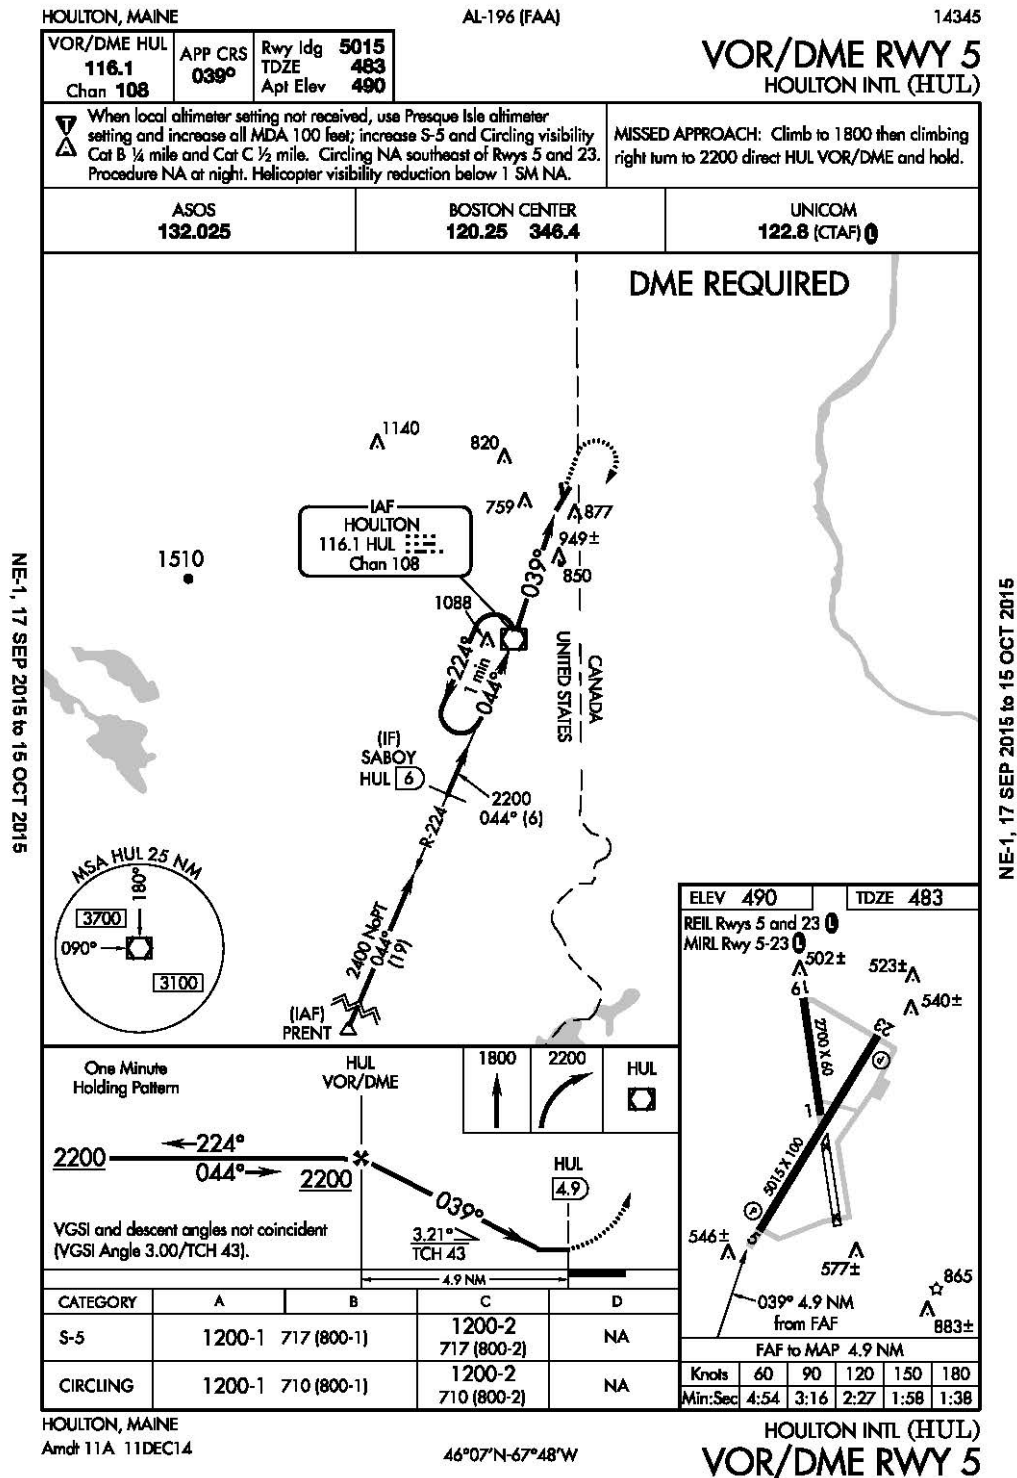 HOULTON, MAINE
AL-196 (FAA)
14345
VOR/DME HUL
116.1
Chan 108
APP CRS
039°
Rwy ldg 5015
TDZE 483
Apt Elev 490
VOR/DME RWY 5
HOULTON INTL (HUL)
T
A
When local altimeter setting not received, use Presque Isle altimeter
setting and increase all MDA 100 feet; increase S-5 and Circling visibility
Cat B ¼ mile and Cat C ½ mile. Circling NA southeast of Rwys 5 and 23.
Procedure NA at night. Helicopter visibility reduction below 1 SM NA.
MISSED APPROACH: Climb to 1800 then climbing
right turn to 2200 direct HUL VOR/DME and hold.
ASOS
132.025
BOSTON CENTER
120.25 346.4
UNICOM
122.8 (CTAF) L
DME REQUIRED
1140
820
759
877
949±
850
IAF
HOULTON
116.1 HUL
Chan 108
1510
039°
1088
224°
1 min
044°
UNITED STATES
CANADA
(IF)
SABOY
HUL 6
2200
044° (6)
R-224
2400 NoPT
044°
(19)
(IAF)
PRENT
MSA HUL 25 NM
180°
3700
090°
3100
NE-1, 17 SEP 2015 to 15 OCT 2015
NE-1, 17 SEP 2015 to 15 OCT 2015
ELEV 490
TDZE 483
REIL Rwys 5 and 23 L
MIRL Rwy 5-23 L
502±
523±
540±
19
23
2700 X 60
P
1
5015 X 100
P
5
546±
577±
865
883±
039° 4.9 NM
from FAF
FAF to MAP 4.9 NM
Knots 60 90 120 150 180
Min:Sec 4:54 3:16 2:27 1:58 1:38
One Minute
Holding Pattern
HUL
VOR/DME
1800
2200
HUL
2200
224°
044°
2200
039°
HUL
4.9
VGSI and descent angles not coincident
(VGSI Angle 3.00/TCH 43).
3.21°
TCH 43
4.9 NM
CATEGORY A B C D
S-5 1200-1 717 (800-1) 1200-2 717 (800-2) NA
CIRCLING 1200-1 710 (800-1) 1200-2 710 (800-2) NA
HOULTON, MAINE
Amdt 11A 11DEC14
46°07'N-67°48'W
HOULTON INTL (HUL)
VOR/DME RWY 5